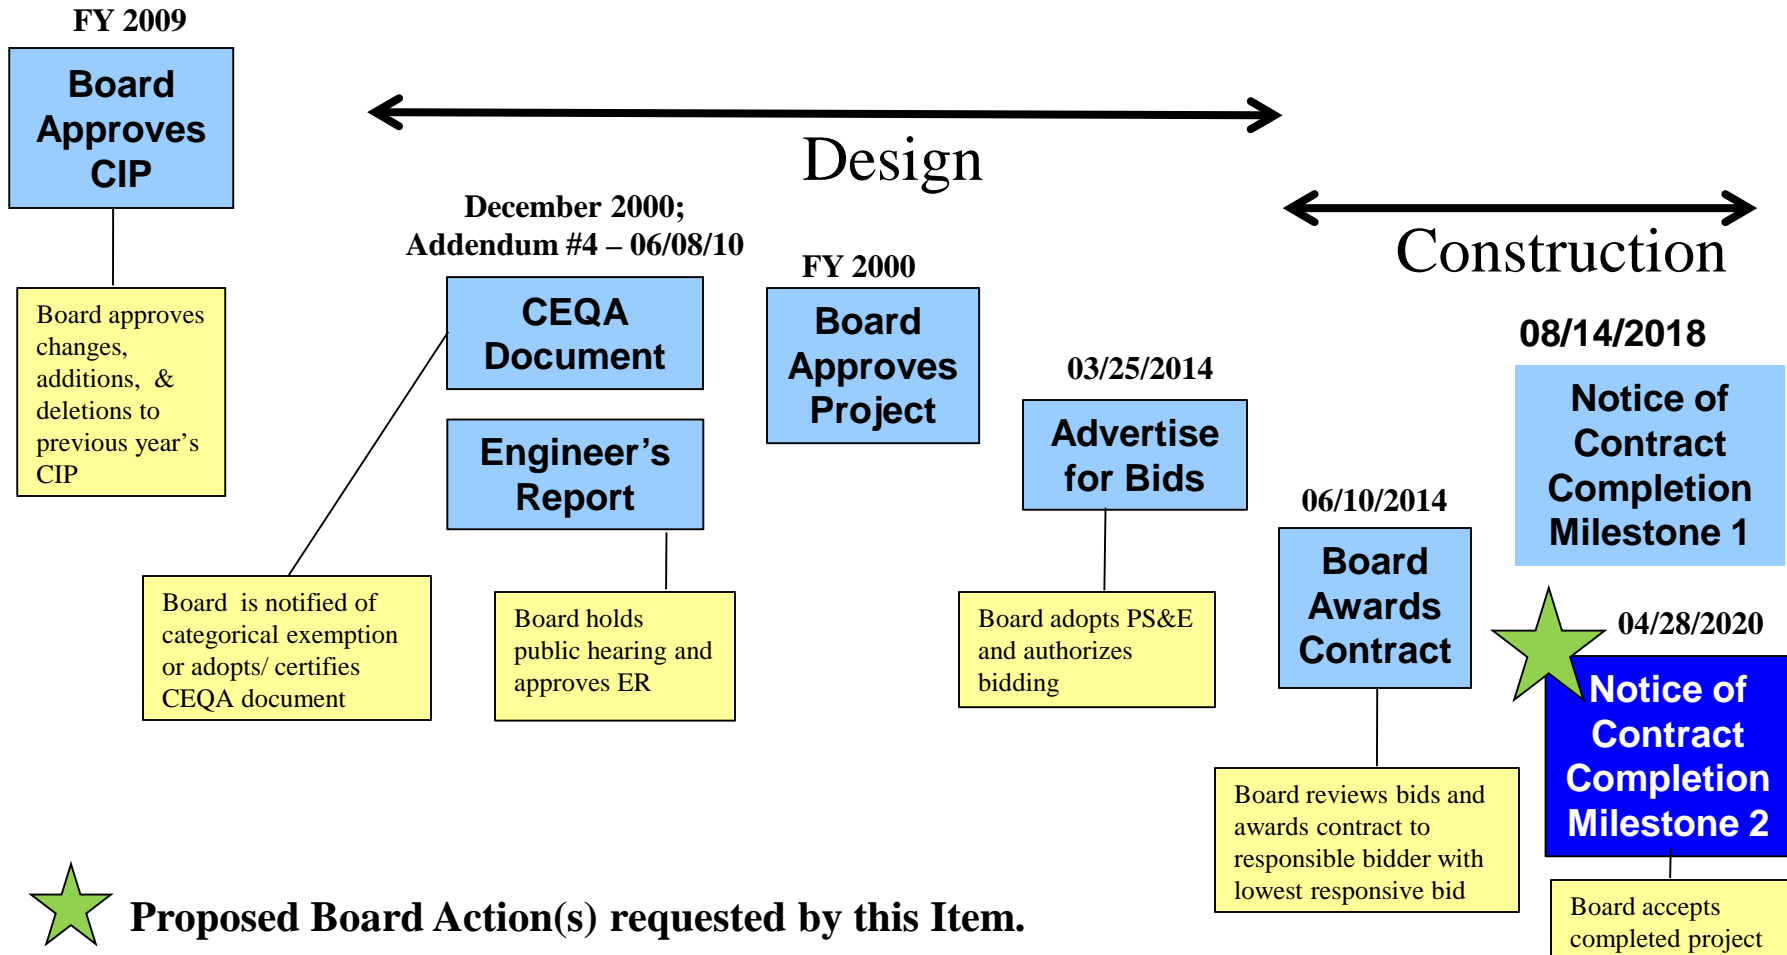 FY 2009
Board
Approves
CIP
Board approves
changes,
additions, &
deletions to
previous year's
CIP
Design
December 2000;
Addendum #4 – 06/08/10
CEQA
Document
Engineer's
Report
Board is notified of
categorical exemption
or adopts/ certifies
CEQA document
Board holds
public hearing and
approves ER
FY 2000
Board
Approves
Project
03/25/2014
Advertise
for Bids
Board adopts PS&E
and authorizes
bidding
Construction
06/10/2014
Board
Awards
Contract
Board reviews bids and
awards contract to
responsible bidder with
lowest responsive bid
08/14/2018
Notice of
Contract
Completion
Milestone 1
04/28/2020
Notice of
Contract
Completion
Milestone 2
Board accepts
completed project
Proposed Board Action(s) requested by this Item.